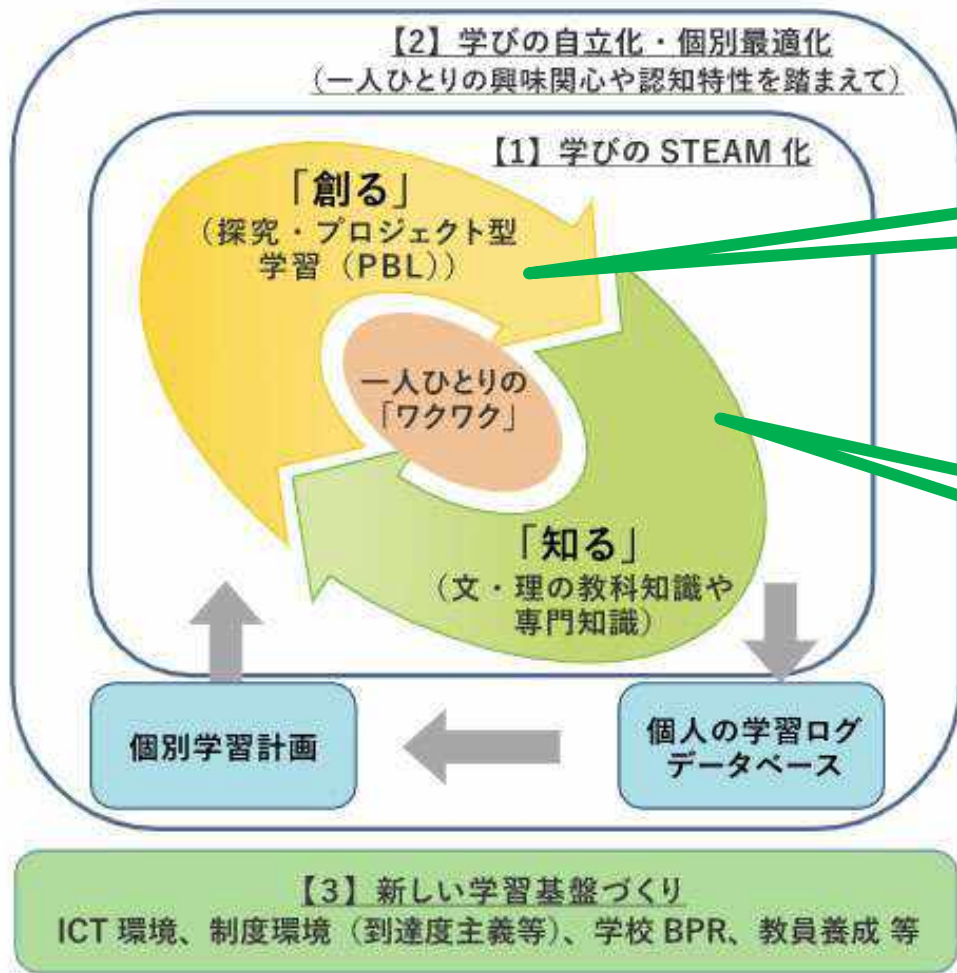 【2】学びの自立化・個別最適化
（一人ひとりの興味関心や認知特性を踏まえて）
【1】学びの STEAM 化
「創る」
（探究・プロジェクト型
学習（PBL））
一人ひとりの
「ワクワク」
「知る」
（文・理の教科知識や
専門知識）
個別学習計画
個人の学習ログ
データベース
【3】新しい学習基盤づくり
ICT 環境、制度環境（到達度主義等）、学校 BPR、教員養成 等